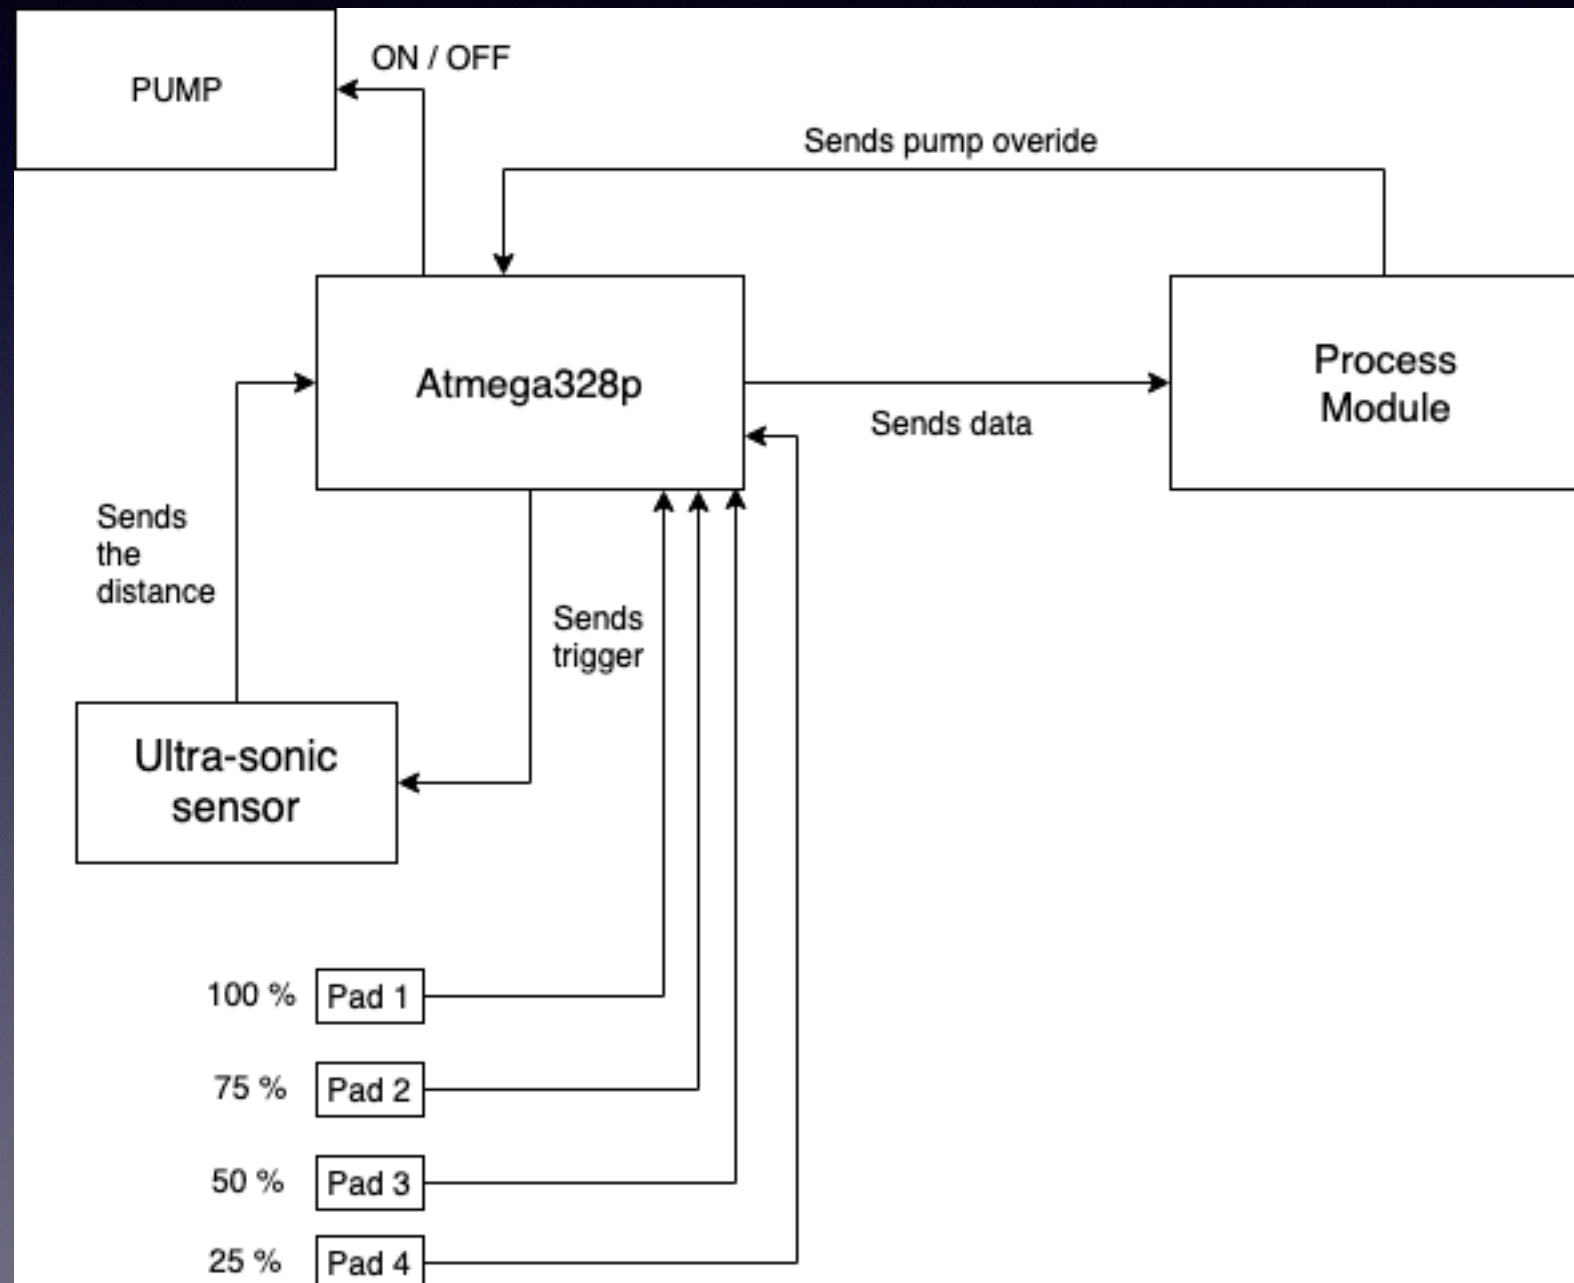 ON / OFF
PUMP
Sends pump overide
Atmega328p
Process
Module
Sends data
Sends
the
distance
Sends
trigger
Ultra-sonic
sensor
100 % Pad 1
75 % Pad 2
50 % Pad 3
25 % Pad 4